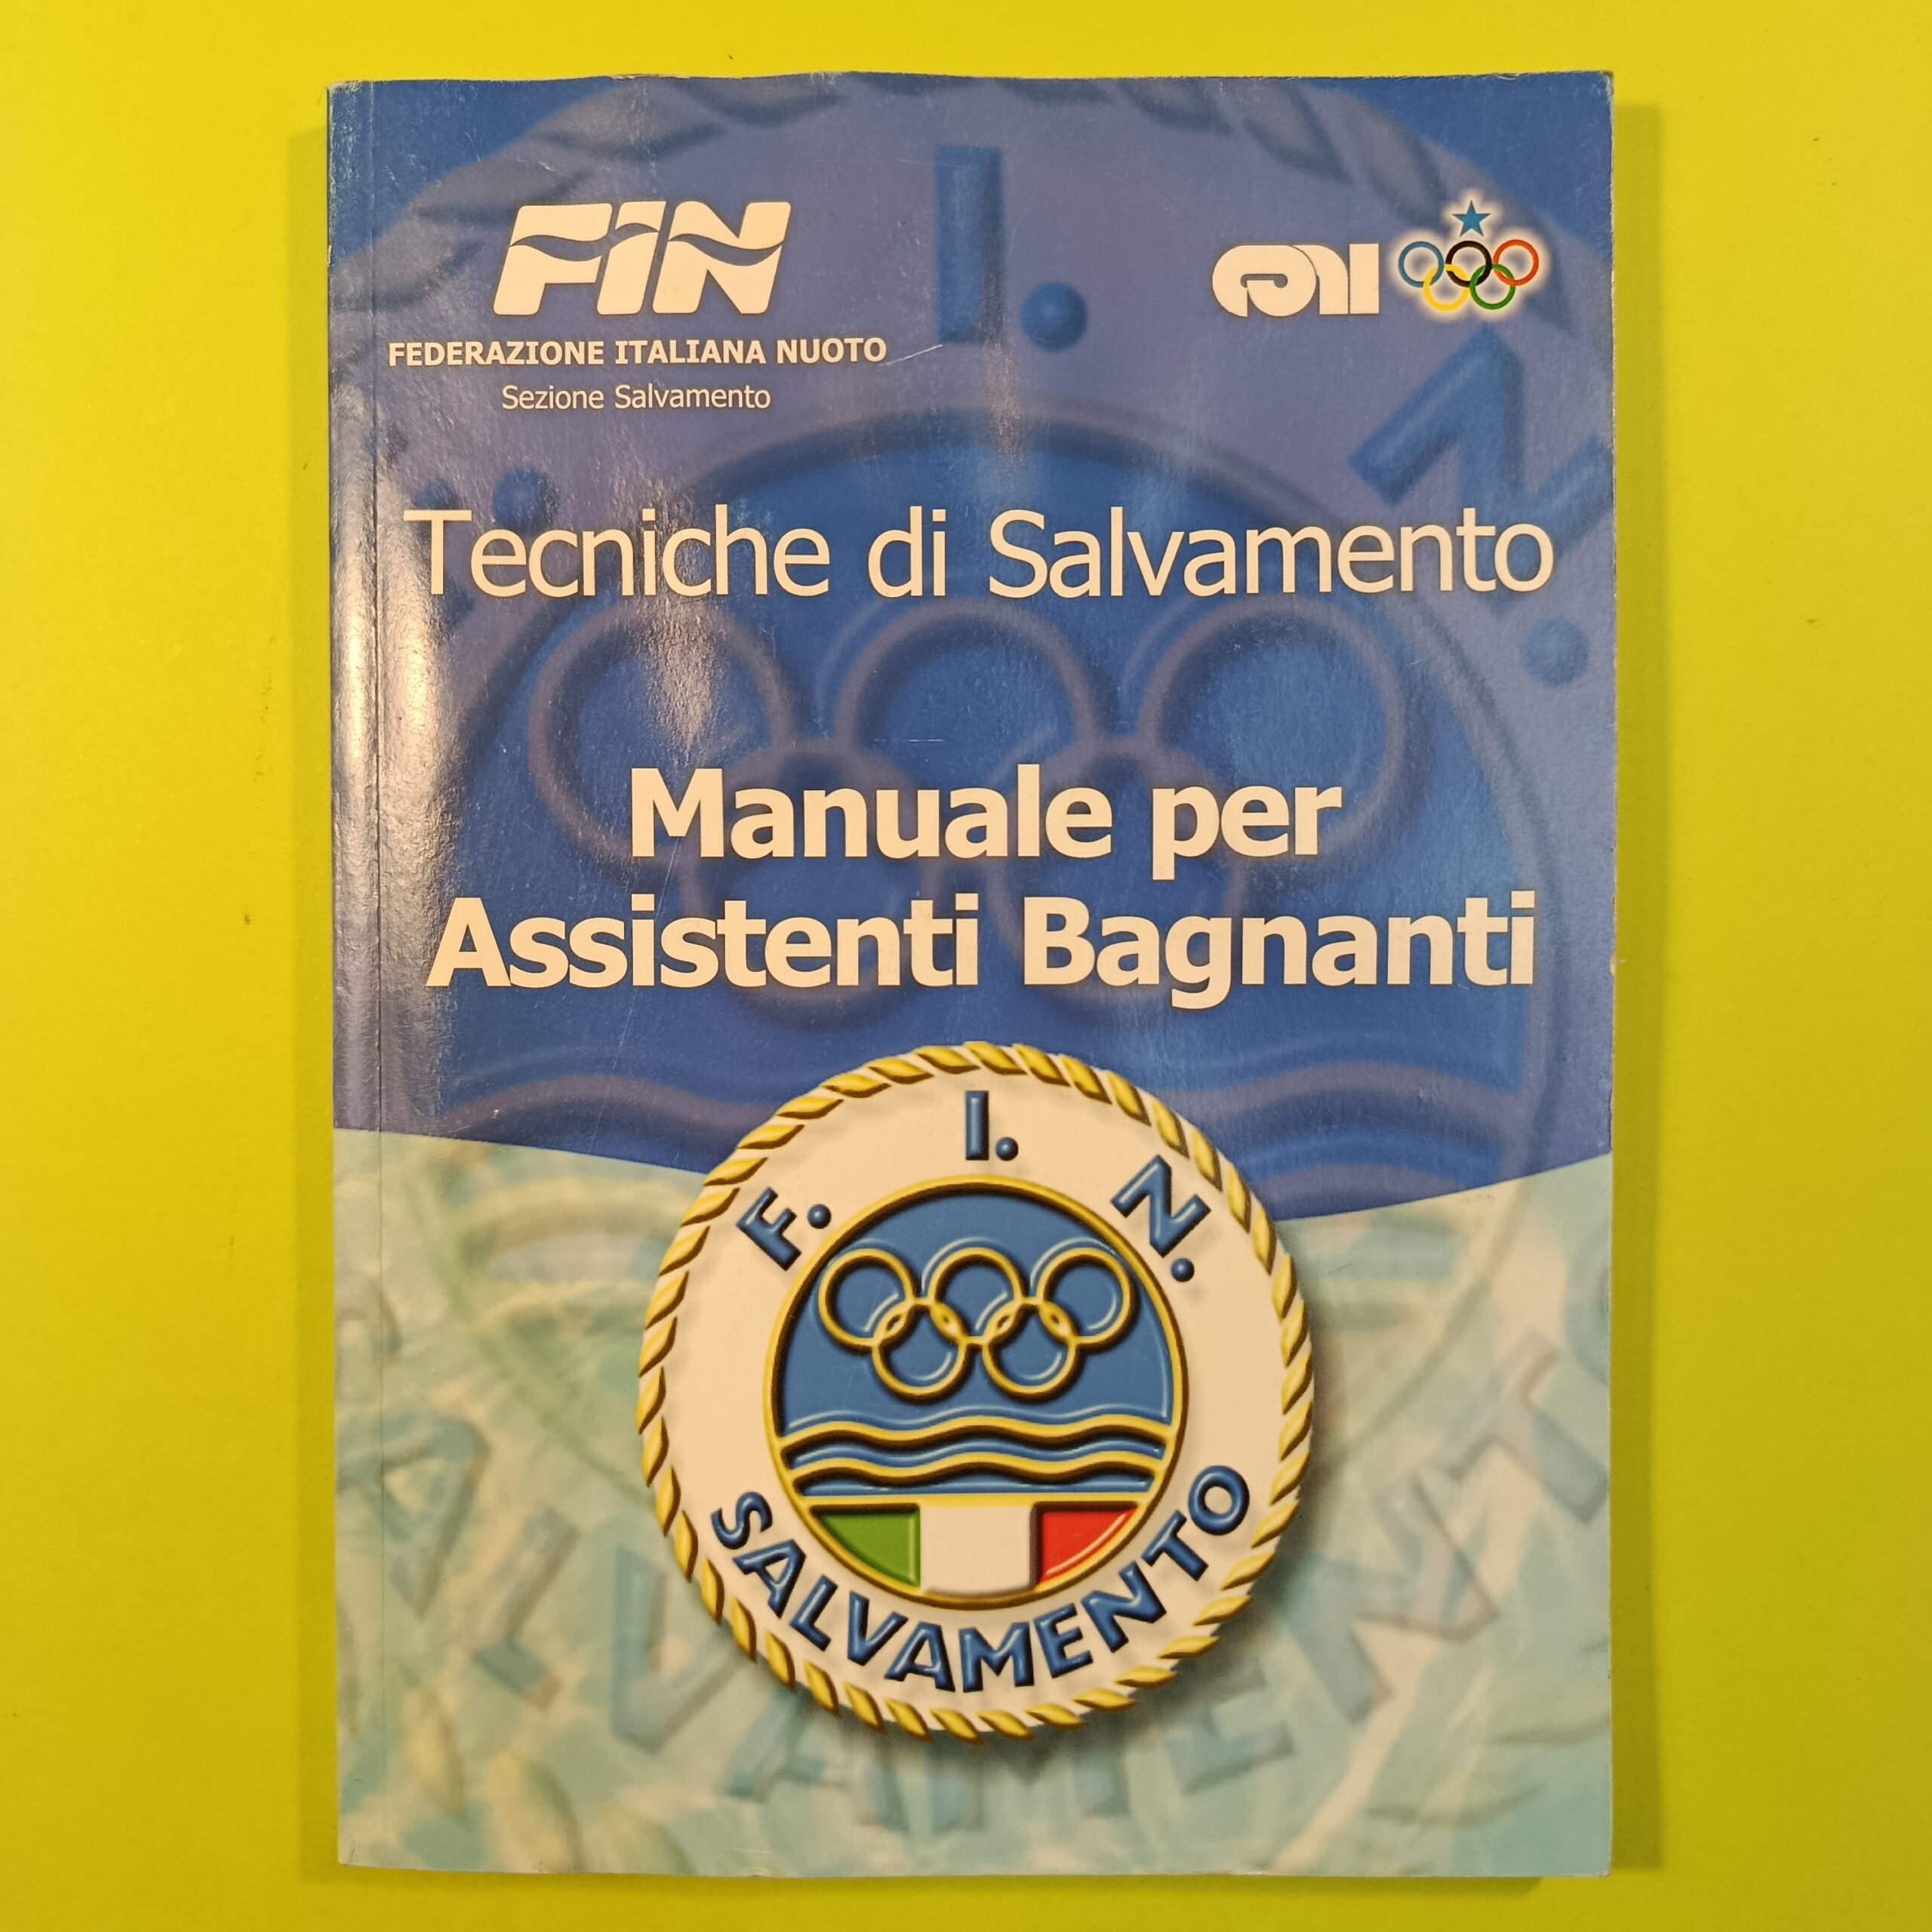 FIN
FEDERAZIONE ITALIANA NUOTO
Sezione Salvamento
CONI
Tecniche di Salvamento
Manuale per
Assistenti Bagnanti
F. I. N.
SALVAMENTO